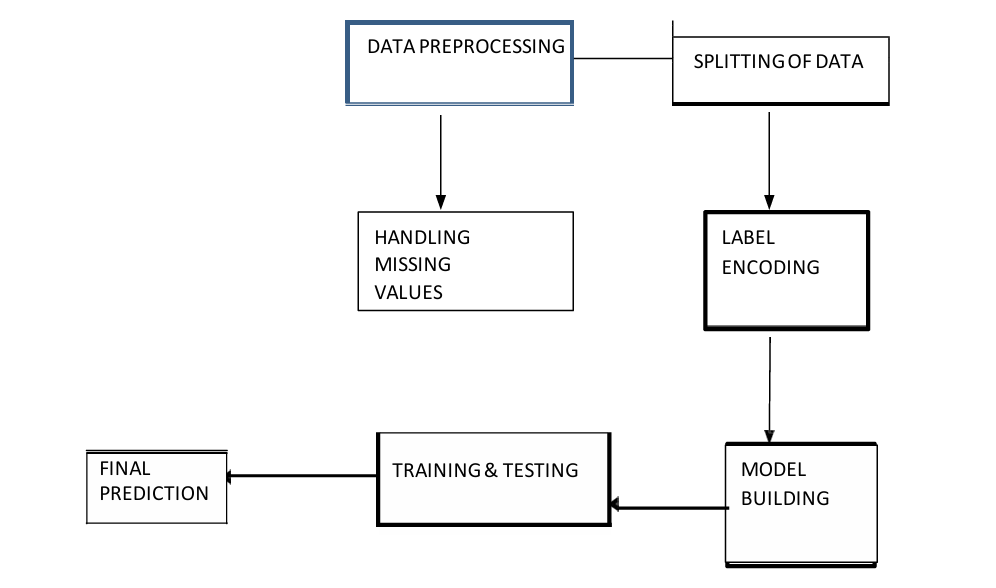 DATA PREPROCESSING
SPLITTING OF DATA
HANDLING
MISSING
VALUES
LABEL
ENCODING
FINAL
PREDICTION
TRAINING & TESTING
MODEL
BUILDING